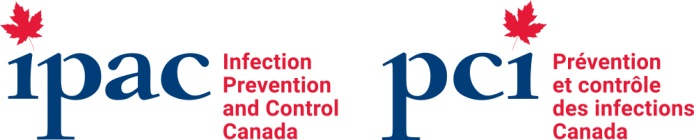 ipac
Infection
Prevention
and Control
Canada
pci
Prévention
et contrôle
des infections
Canada